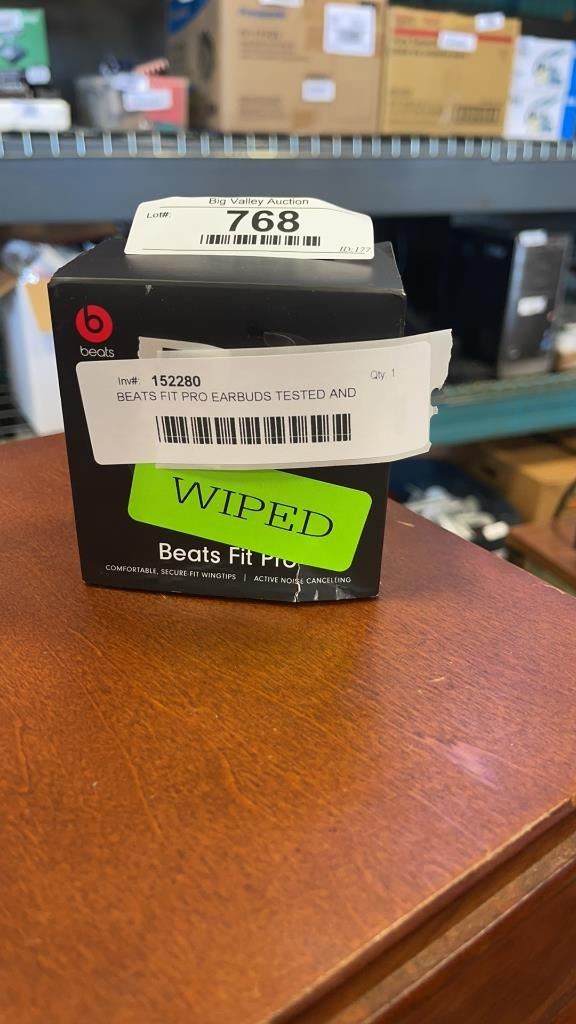 Big Valley Auction
Lot#: 768
ID:177
beats
Inv#: 152280 Qty: 1
BEATS FIT PRO EARBUDS TESTED AND
WIPED
Beats Fit Pro
COMFORTABLE, SECURE-FIT WINGTIPS | ACTIVE NOISE CANCELLING